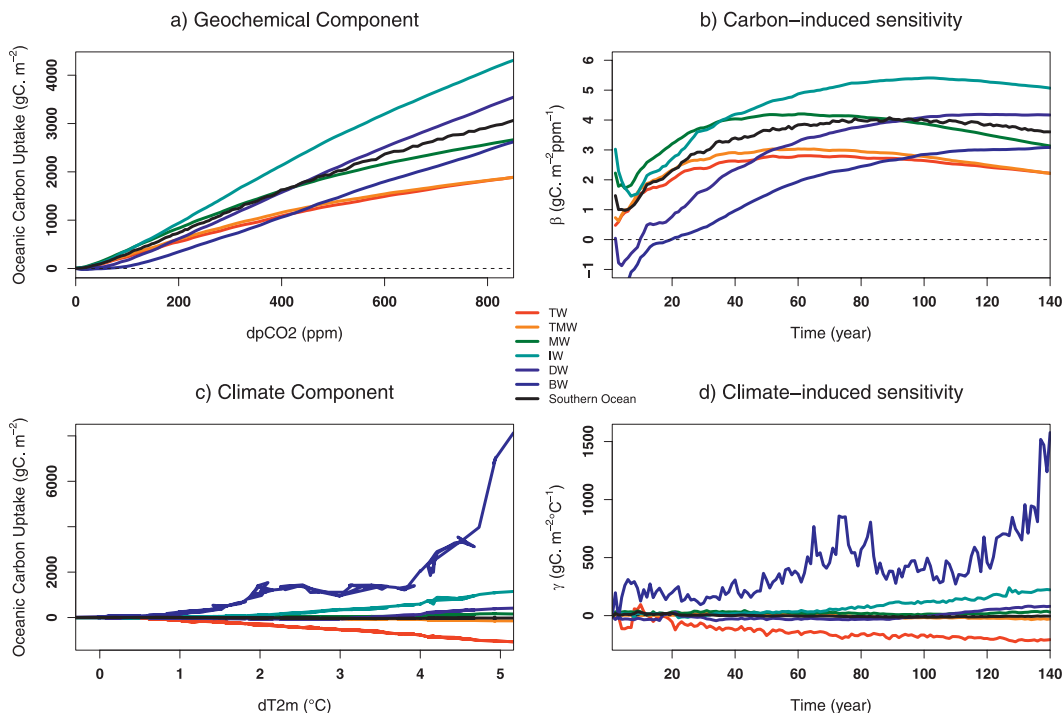 a) Geochemical Component
Oceanic Carbon Uptake (gC. m⁻²)
4000
3000
2000
1000
0
0 200 400 600 800
dpCO2 (ppm)
b) Carbon−induced sensitivity
β (gC. m⁻²ppm⁻¹)
6
5
4
3
2
1
0
−1
20 40 60 80 100 120 140
Time (year)
TW
TMW
MW
IW
DW
BW
Southern Ocean
c) Climate Component
Oceanic Carbon Uptake (gC. m⁻²)
6000
2000
0
0 1 2 3 4 5
dT2m (°C)
d) Climate−induced sensitivity
γ (gC. m⁻²°C⁻¹)
1500
1000
500
0
20 40 60 80 100 120 140
Time (year)